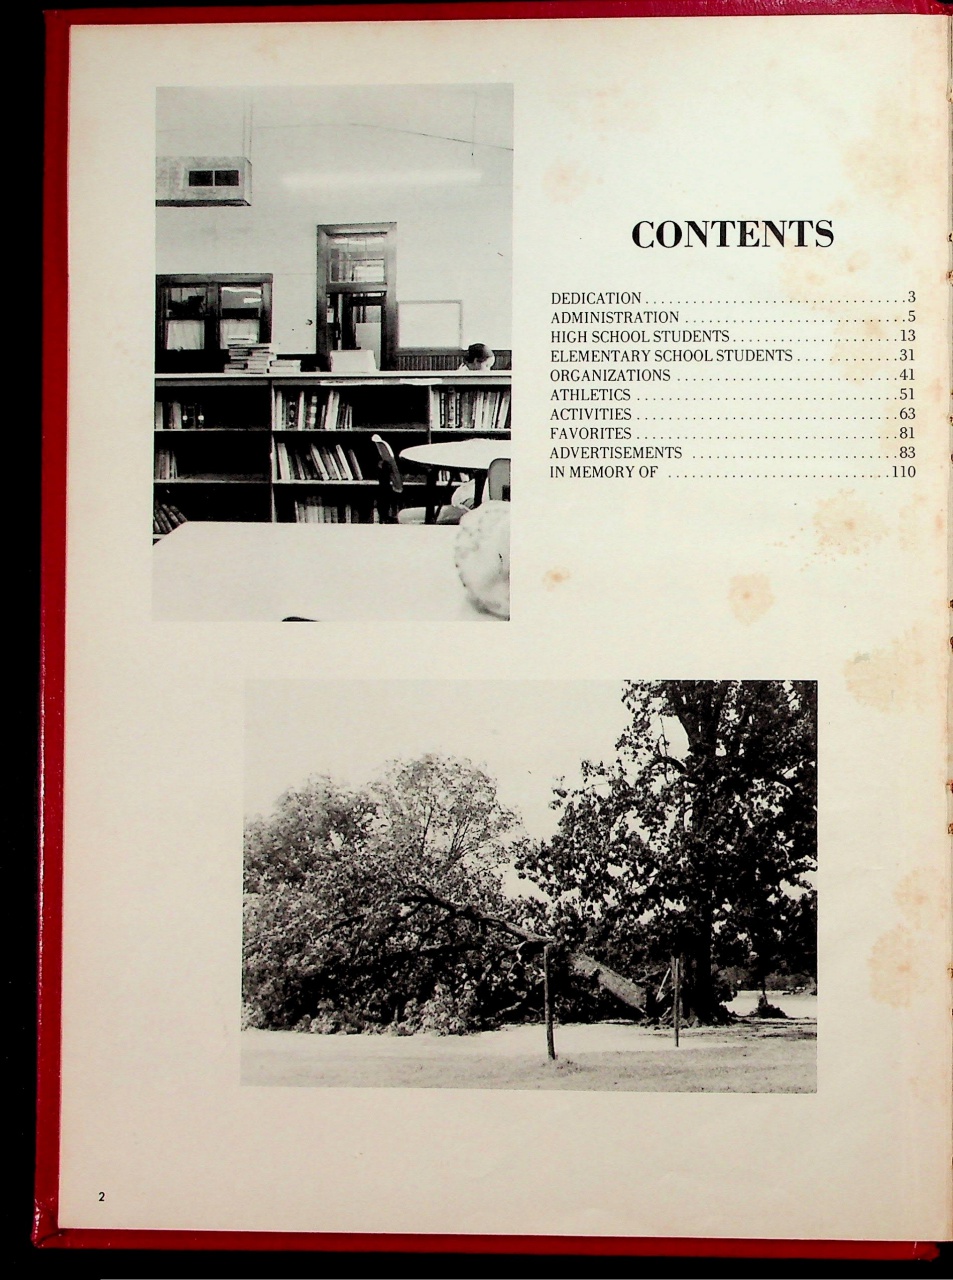 CONTENTS
DEDICATION..............................3
ADMINISTRATION ..........................5
HIGH SCHOOL STUDENTS....................13
ELEMENTARY SCHOOL STUDENTS............31
ORGANIZATIONS ..........................41
ATHLETICS ..............................51
ACTIVITIES ..............................63
FAVORITES ..............................81
ADVERTISEMENTS ........................83
IN MEMORY OF ..........................110
2